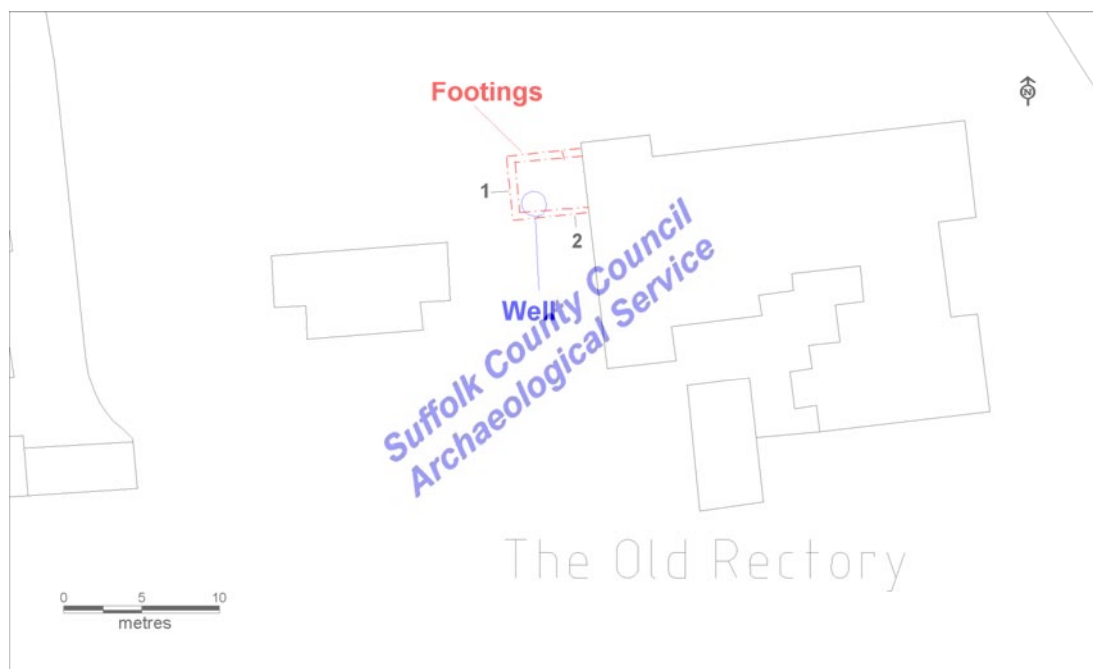 Footings
N
1
2
Well
Suffolk County Council
Archaeological Service
The Old Rectory
0 5 10
metres